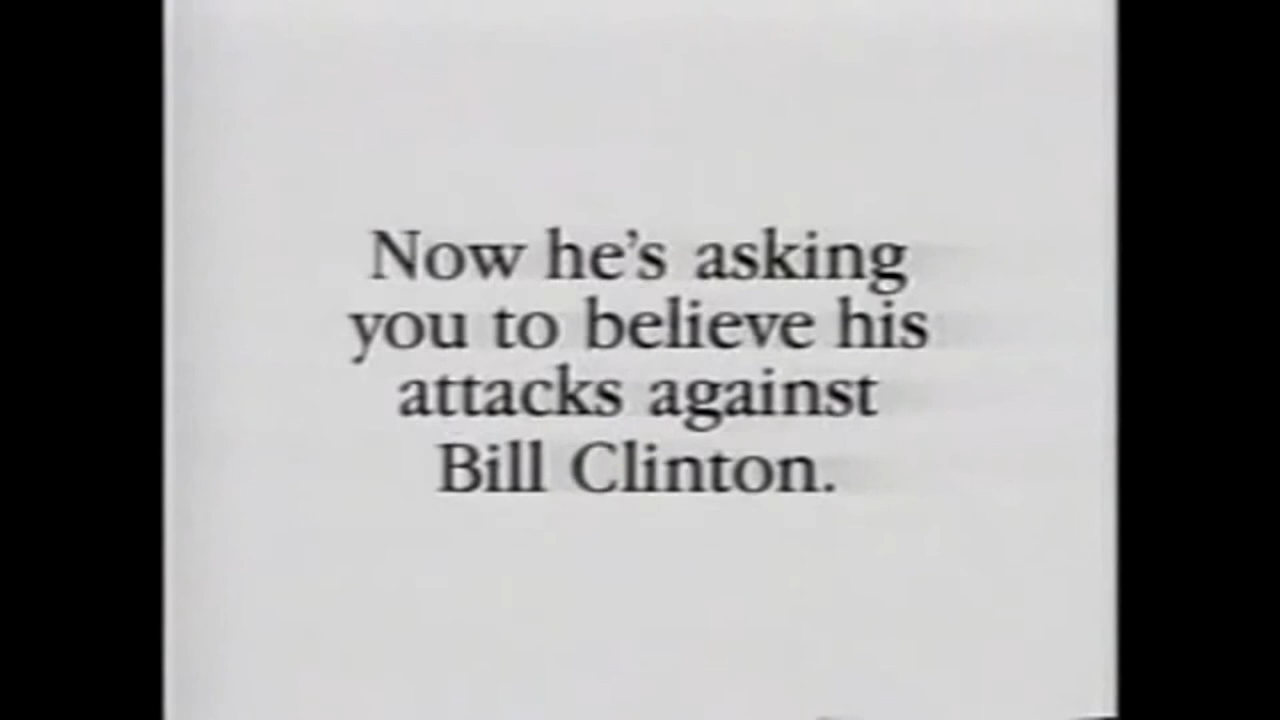 Now he's asking
you to believe his
attacks against
Bill Clinton.